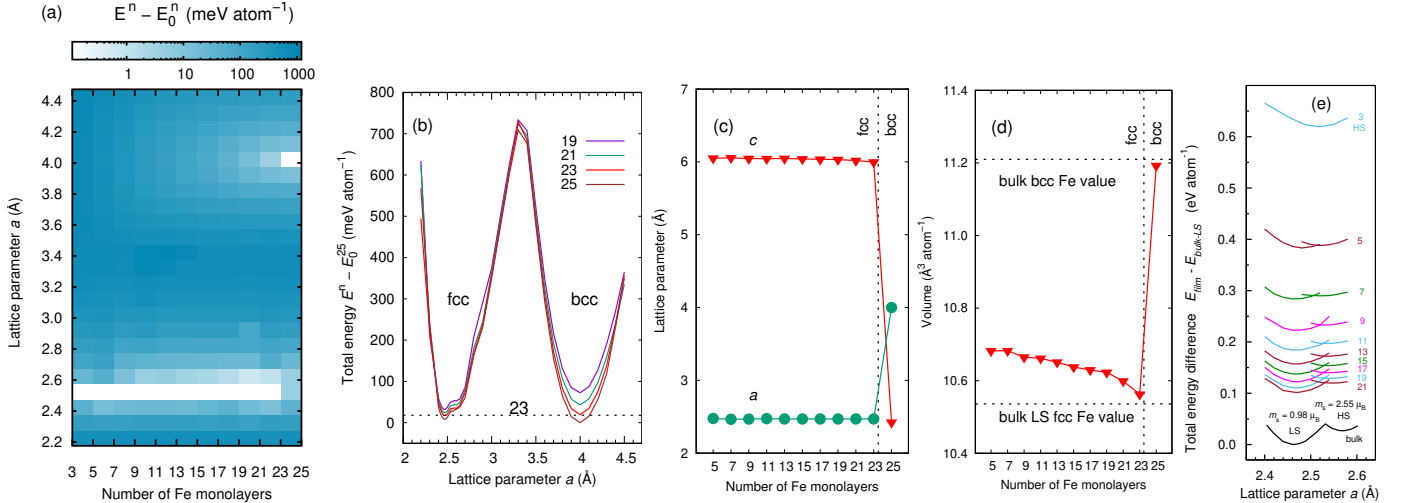 (a)
E^n − E_0^n (meV atom^−1)
1 10 100 1000
Lattice parameter a (Å)
4.4
4.2
4.0
3.8
3.6
3.4
3.2
3.0
2.8
2.6
2.4
2.2
3 5 7 9 11 13 15 17 19 21 23 25
Number of Fe monolayers
(b)
Total energy E^n − E_0^25 (meV atom^−1)
800
700
600
500
400
300
200
100
0
19
21
23
25
fcc
bcc
23
2 2.5 3 3.5 4 4.5
Lattice parameter a (Å)
(c)
Lattice parameter (Å)
7
6
5
4
3
2
c
a
fcc
bcc
5 7 9 11 13 15 17 19 21 23 25
Number of Fe monolayers
(d)
Volume (Å^3 atom^−1)
11.4
11.2
11.0
10.8
10.6
10.4
fcc
bcc
bulk bcc Fe value
bulk LS fcc Fe value
5 7 9 11 13 15 17 19 21 23 25
Number of Fe monolayers
(e)
Total energy difference E_film - E_bulk-LS (eV atom^-1)
0.6
0.5
0.4
0.3
0.2
0.1
0.0
3
HS
5
7
9
11
13
15
17
19
21
m_s = 0.98 μ_B
LS
m_s = 2.55 μ_B
HS
bulk
2.4 2.5 2.6
Lattice parameter a (Å)